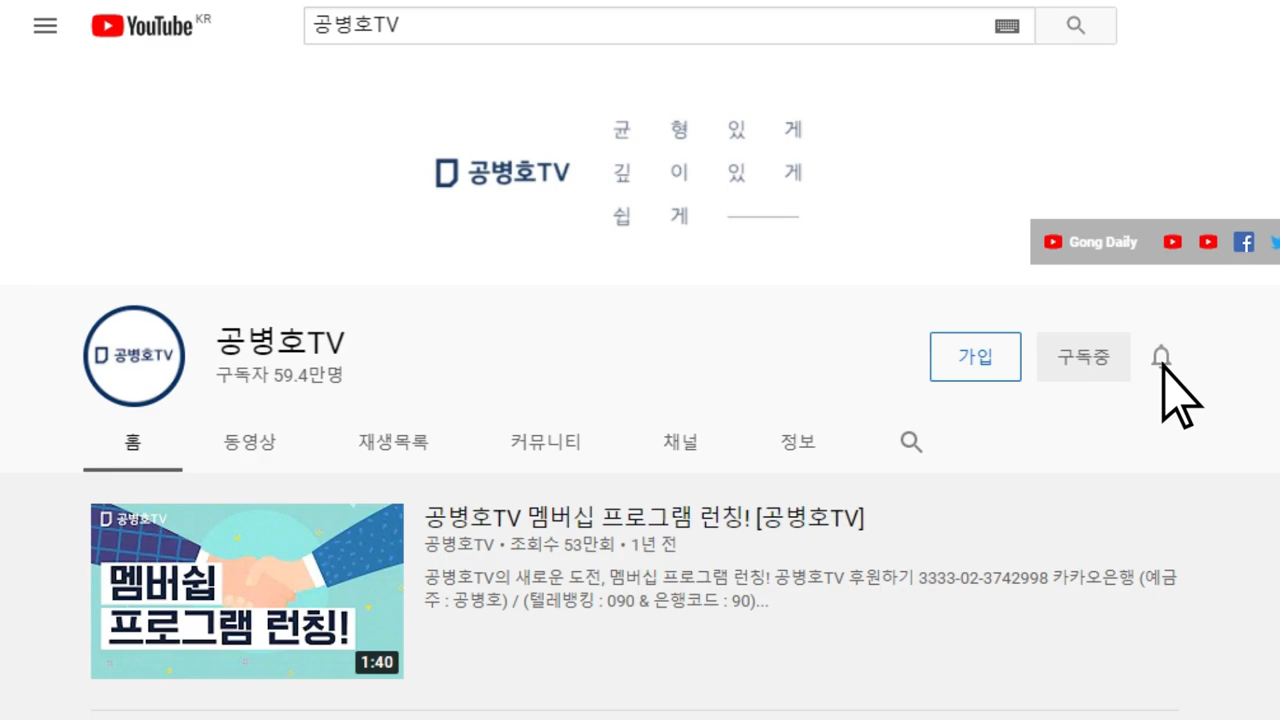 YouTube KR
공병호TV
균 형 있 게
공병호TV
깊 이 있 게
쉽 게
Gong Daily
공병호TV
공병호TV
구독자 59.4만명
가입
구독중
홈
동영상
재생목록
커뮤니티
채널
정보
공병호TV
멤버쉽
프로그램 런칭!
1:40
공병호TV 멤버십 프로그램 런칭! [공병호TV]
공병호TV • 조회수 53만회 • 1년 전
공병호TV의 새로운 도전, 멤버십 프로그램 런칭! 공병호TV 후원하기 3333-02-3742998 카카오은행 (예금
주 : 공병호) / (텔레뱅킹 : 090 & 은행코드 : 90)...